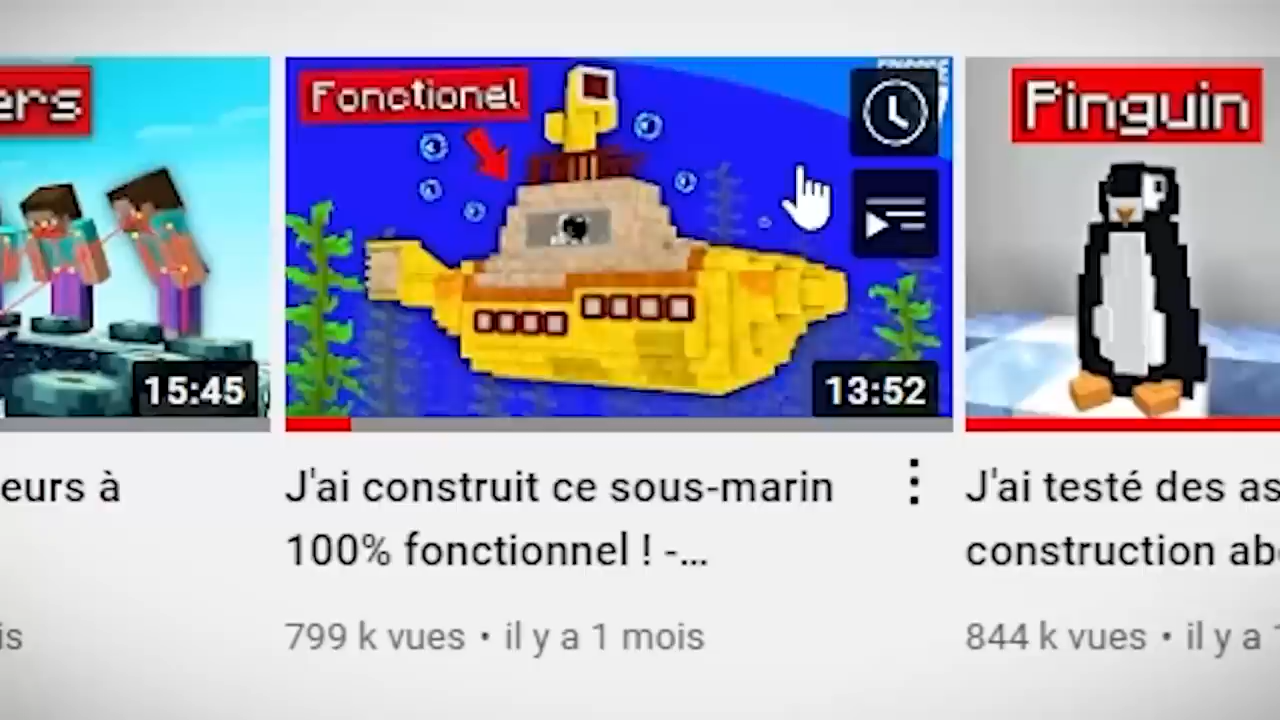 ers
15:45
eurs à
is
Fonctionel
13:52
J'ai construit ce sous-marin
100% fonctionnel ! -...
799 k vues • il y a 1 mois
Pinguin
J'ai testé des as
construction ab
844 k vues • il y a 1